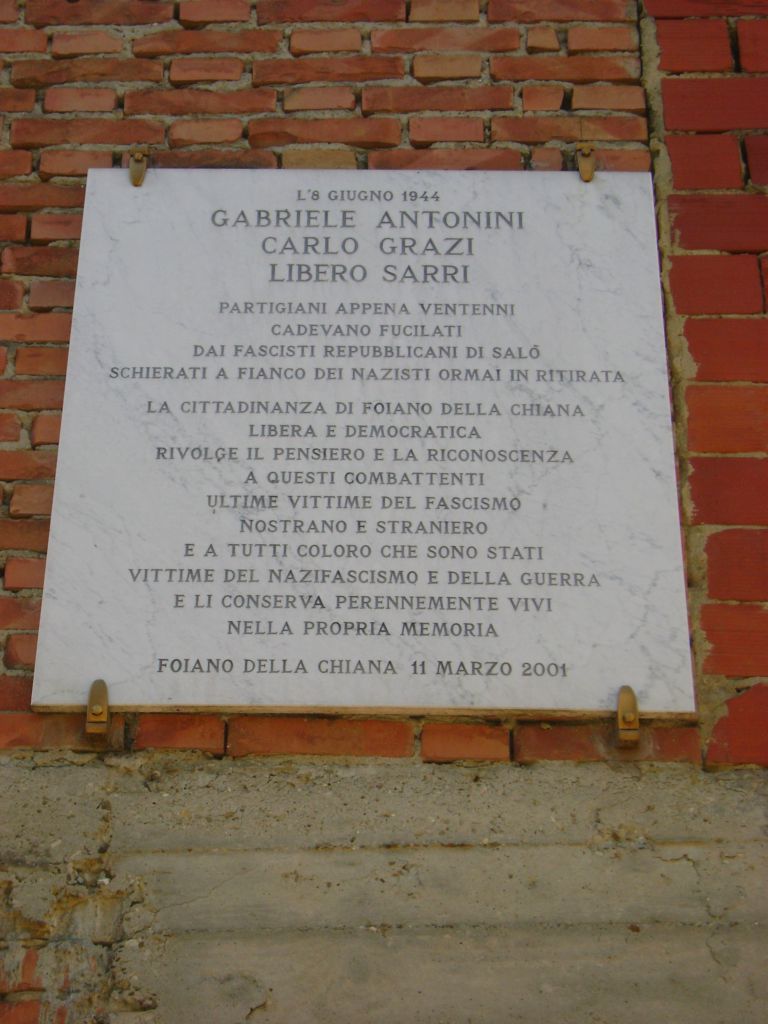 L'8 GIUGNO 1944
GABRIELE ANTONINI
CARLO GRAZI
LIBERO SARRI
PARTIGIANI APPENA VENTENNI
CADEVANO FUCILATI
DAI FASCISTI REPUBBLICANI DI SALÒ
SCHIERATI A FIANCO DEI NAZISTI ORMAI IN RITIRATA
LA CITTADINANZA DI FOIANO DELLA CHIANA
LIBERA E DEMOCRATICA
RIVOLGE IL PENSIERO E LA RICONOSCENZA
A QUESTI COMBATTENTI
ULTIME VITTIME DEL FASCISMO
NOSTRANO E STRANIERO
E A TUTTI COLORO CHE SONO STATI
VITTIME DEL NAZIFASCISMO E DELLA GUERRA
E LI CONSERVA PERENNEMENTE VIVI
NELLA PROPRIA MEMORIA
FOIANO DELLA CHIANA 11 MARZO 2001